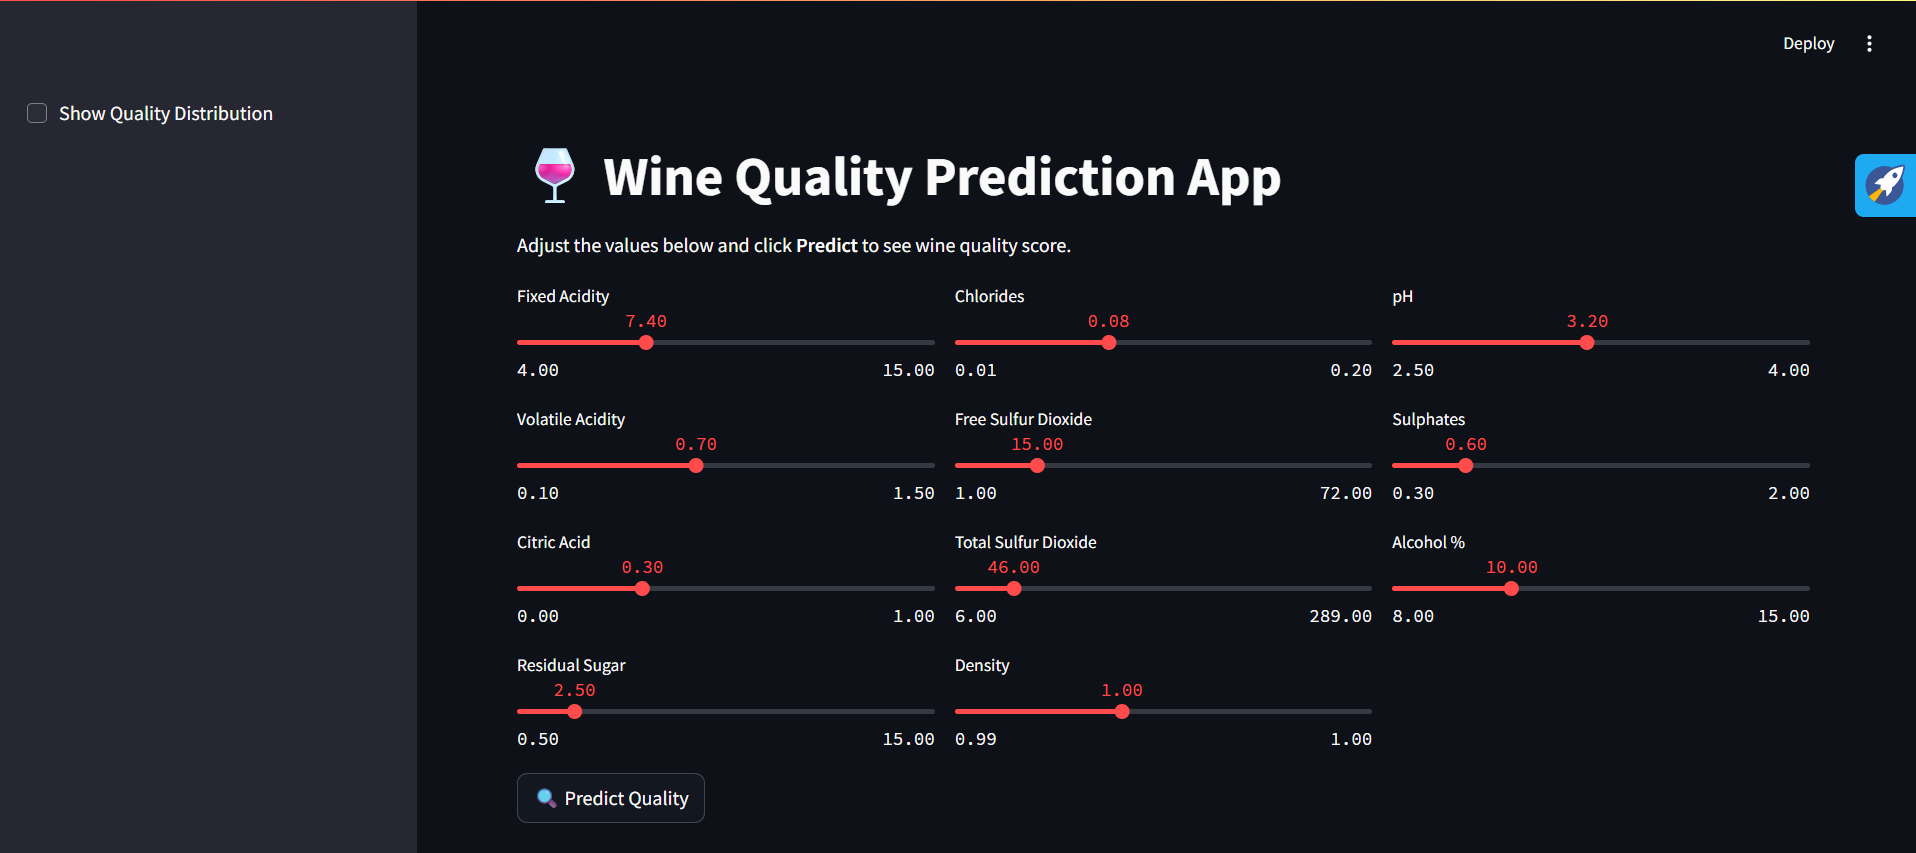 Deploy
Show Quality Distribution
Wine Quality Prediction App
Adjust the values below and click Predict to see wine quality score.
Fixed Acidity
7.40
4.00 15.00
Volatile Acidity
0.70
0.10 1.50
Citric Acid
0.30
0.00 1.00
Residual Sugar
2.50
0.50 15.00
Chlorides
0.08
0.01 0.20
Free Sulfur Dioxide
15.00
1.00 72.00
Total Sulfur Dioxide
46.00
6.00 289.00
Density
1.00
0.99 1.00
pH
3.20
2.50 4.00
Sulphates
0.60
0.30 2.00
Alcohol %
10.00
8.00 15.00
Predict Quality